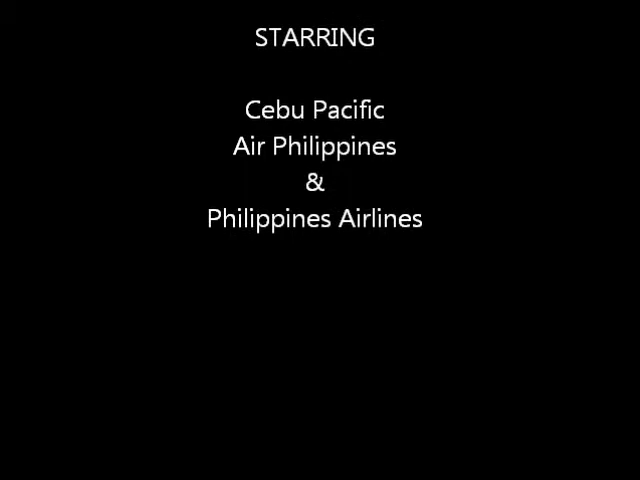 STARRING
Cebu Pacific
Air Philippines
&
Philippines Airlines